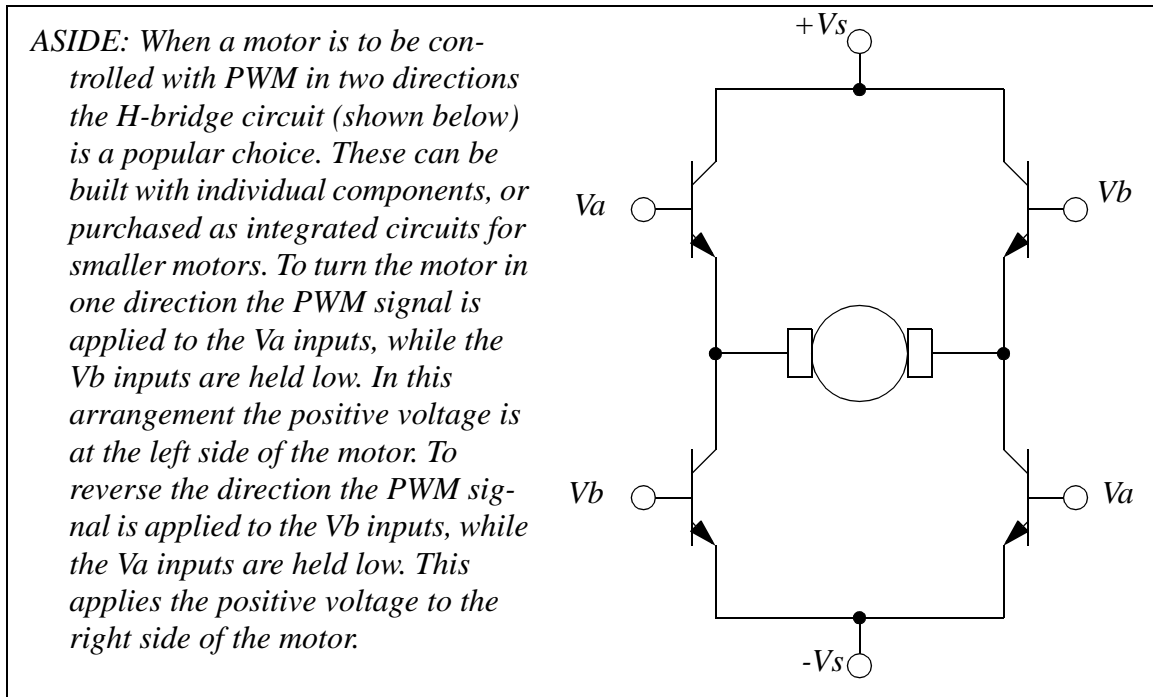 ASIDE: When a motor is to be con-
trolled with PWM in two directions
the H-bridge circuit (shown below)
is a popular choice. These can be
built with individual components, or
purchased as integrated circuits for
smaller motors. To turn the motor in
one direction the PWM signal is
applied to the Va inputs, while the
Vb inputs are held low. In this
arrangement the positive voltage is
at the left side of the motor. To
reverse the direction the PWM sig-
nal is applied to the Vb inputs, while
the Va inputs are held low. This
applies the positive voltage to the
right side of the motor.
+Vs
Va
Vb
Vb
Va
-Vs